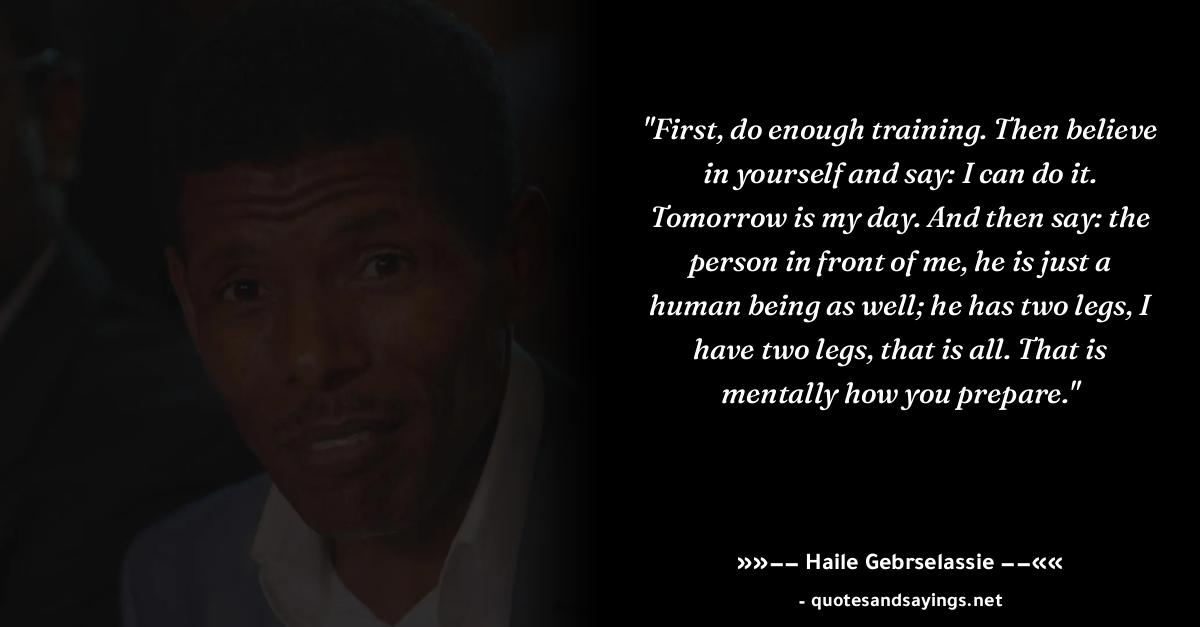 "First, do enough training. Then believe
in yourself and say: I can do it.
Tomorrow is my day. And then say: the
person in front of me, he is just a
human being as well; he has two legs, I
have two legs, that is all. That is
mentally how you prepare."
»»−− Haile Gebrselassie −−««
- quotesandsayings.net